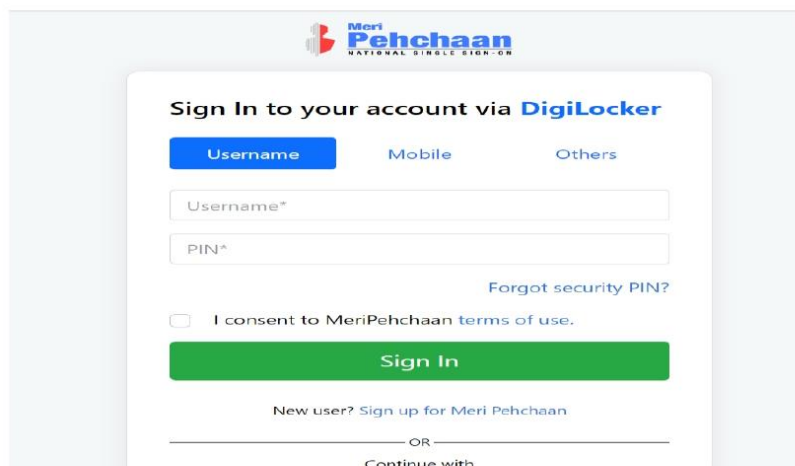 Meri
Pehchaan
NATIONAL SINGLE SIGN-ON
Sign In to your account via DigiLocker
Username Mobile Others
Username*
PIN*
Forgot security PIN?
I consent to MeriPehchaan terms of use.
Sign In
New user? Sign up for Meri Pehchaan
OR
Continue with